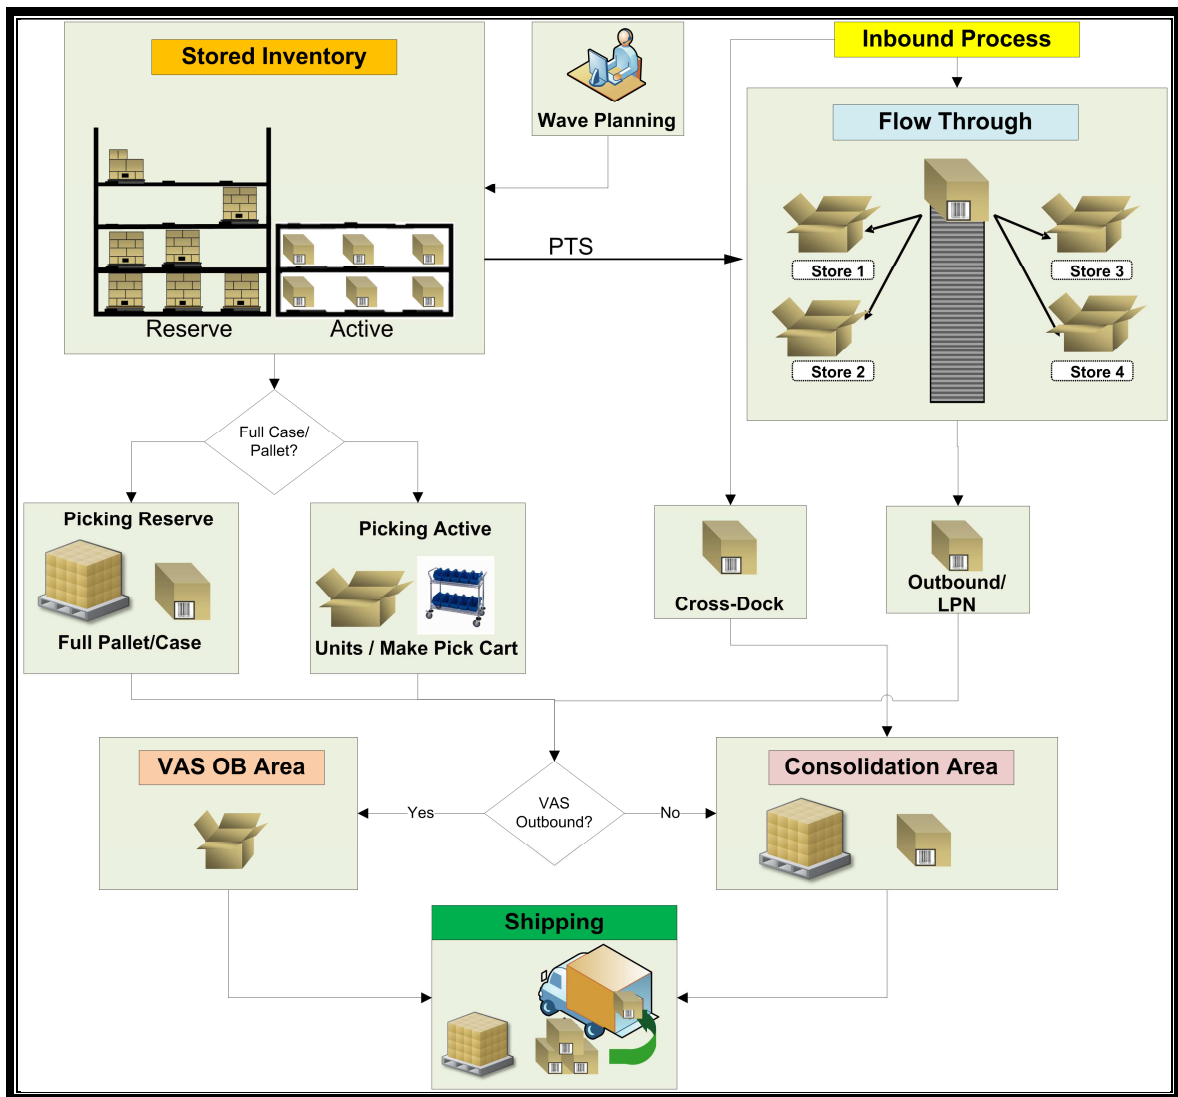 Stored Inventory
Wave Planning
Inbound Process
Flow Through
Store 1
Store 3
Store 2
Store 4
PTS
Reserve
Active
Full Case/
Pallet?
Picking Reserve
Full Pallet/Case
Picking Active
Units / Make Pick Cart
Cross-Dock
Outbound/
LPN
VAS OB Area
VAS
Outbound?
Yes
No
Consolidation Area
Shipping